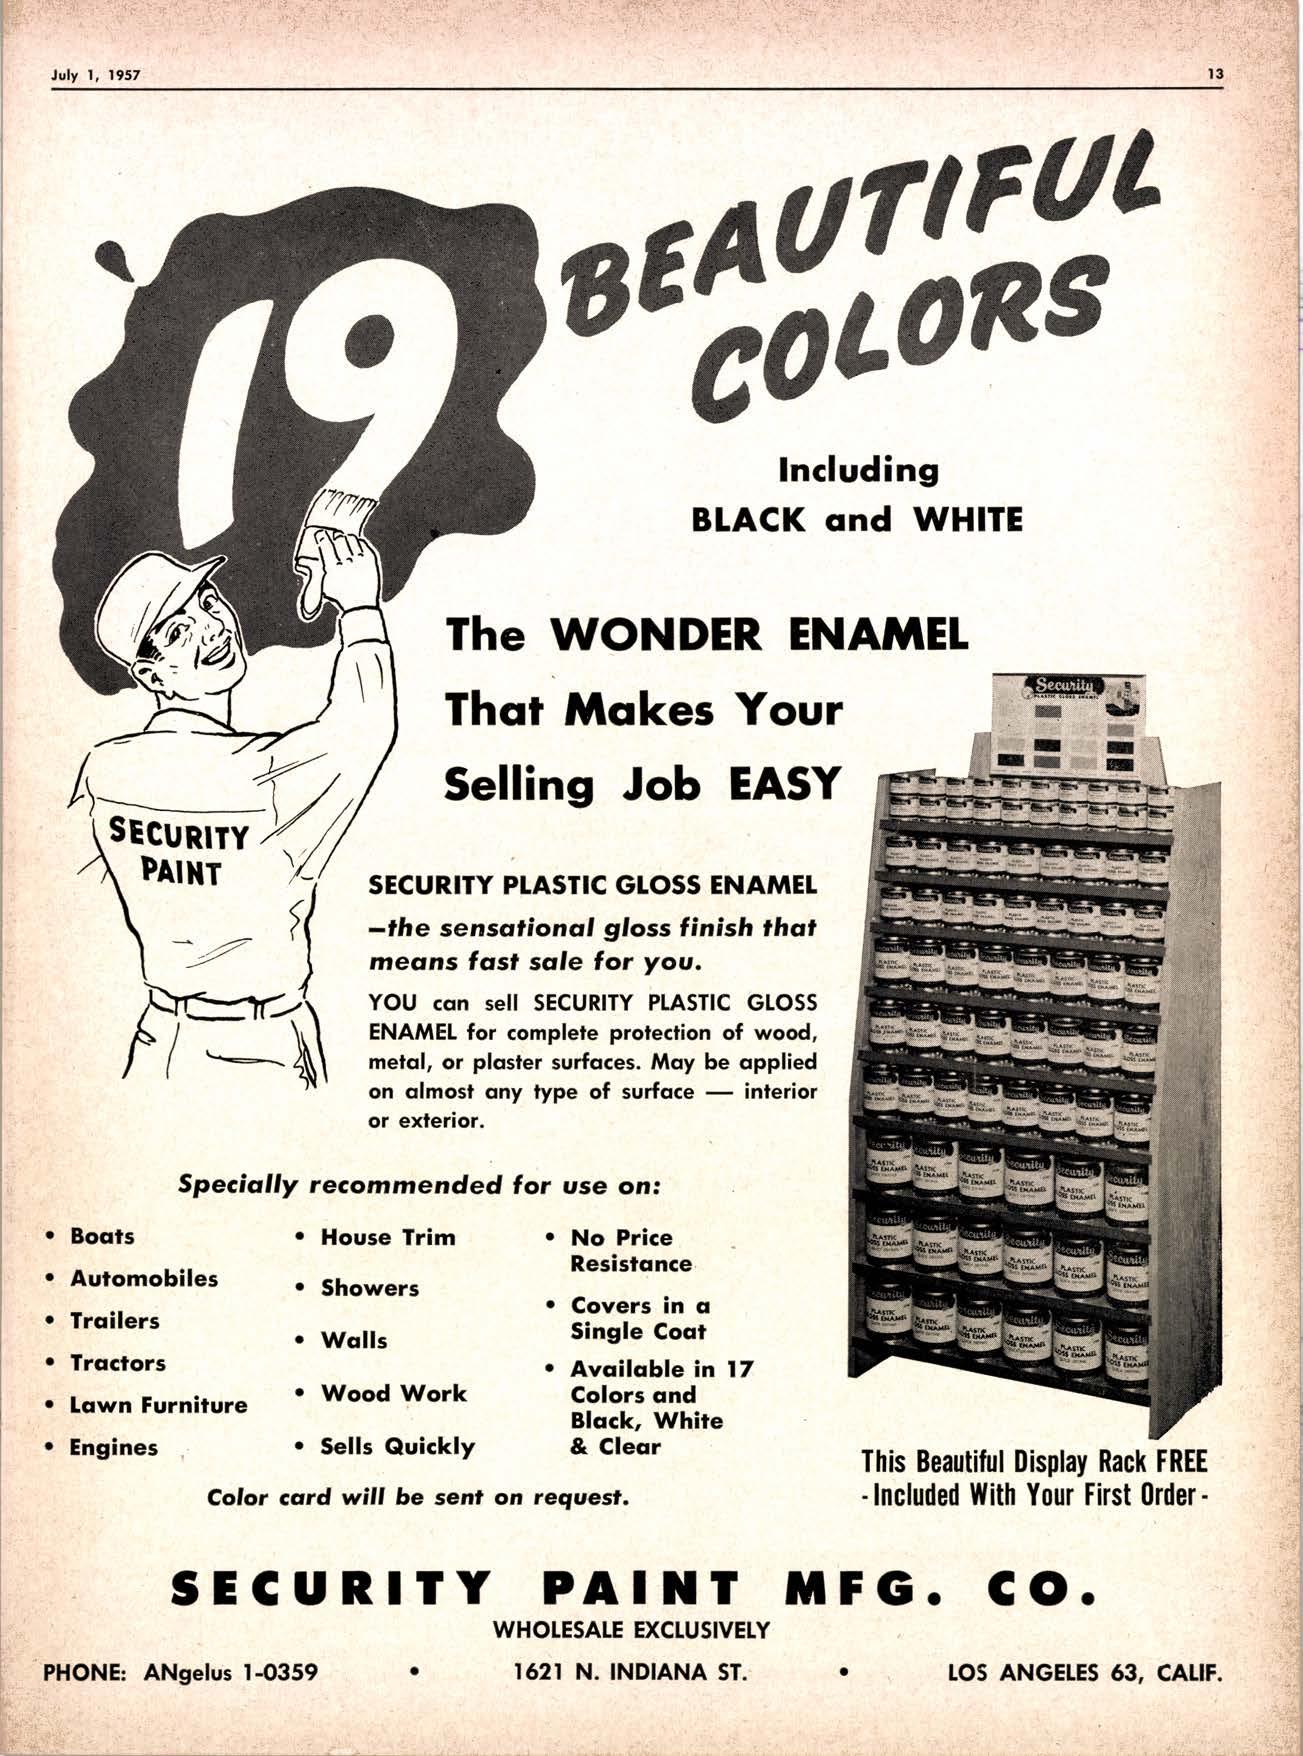 July 1, 1957
13
19
BEAUTIFUL
COLORS
Including
BLACK and WHITE
The WONDER ENAMEL
That Makes Your
Selling Job EASY
SECURITY
PAINT
SECURITY PLASTIC GLOSS ENAMEL
—the sensational gloss finish that
means fast sale for you.
YOU can sell SECURITY PLASTIC GLOSS
ENAMEL for complete protection of wood,
metal, or plaster surfaces. May be applied
on almost any type of surface — interior
or exterior.
Security
PLASTIC GLOSS ENAMEL
Specially recommended for use on:
• Boats
• Automobiles
• Trailers
• Tractors
• Lawn Furniture
• Engines
• House Trim
• Showers
• Walls
• Wood Work
• Sells Quickly
• No Price
Resistance
• Covers in a
Single Coat
• Available in 17
Colors and
Black, White
& Clear
Color card will be sent on request.
This Beautiful Display Rack FREE
- Included With Your First Order -
SECURITY PAINT MFG. CO.
WHOLESALE EXCLUSIVELY
PHONE: ANgelus 1-0359 • 1621 N. INDIANA ST. • LOS ANGELES 63, CALIF.